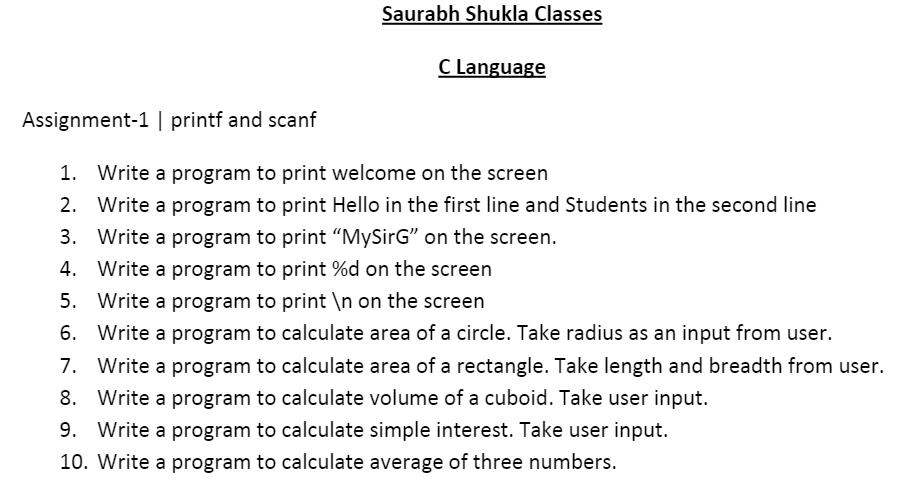 Saurabh Shukla Classes
C Language
Assignment-1 | printf and scanf
1. Write a program to print welcome on the screen
2. Write a program to print Hello in the first line and Students in the second line
3. Write a program to print “MySirG” on the screen.
4. Write a program to print %d on the screen
5. Write a program to print \n on the screen
6. Write a program to calculate area of a circle. Take radius as an input from user.
7. Write a program to calculate area of a rectangle. Take length and breadth from user.
8. Write a program to calculate volume of a cuboid. Take user input.
9. Write a program to calculate simple interest. Take user input.
10. Write a program to calculate average of three numbers.